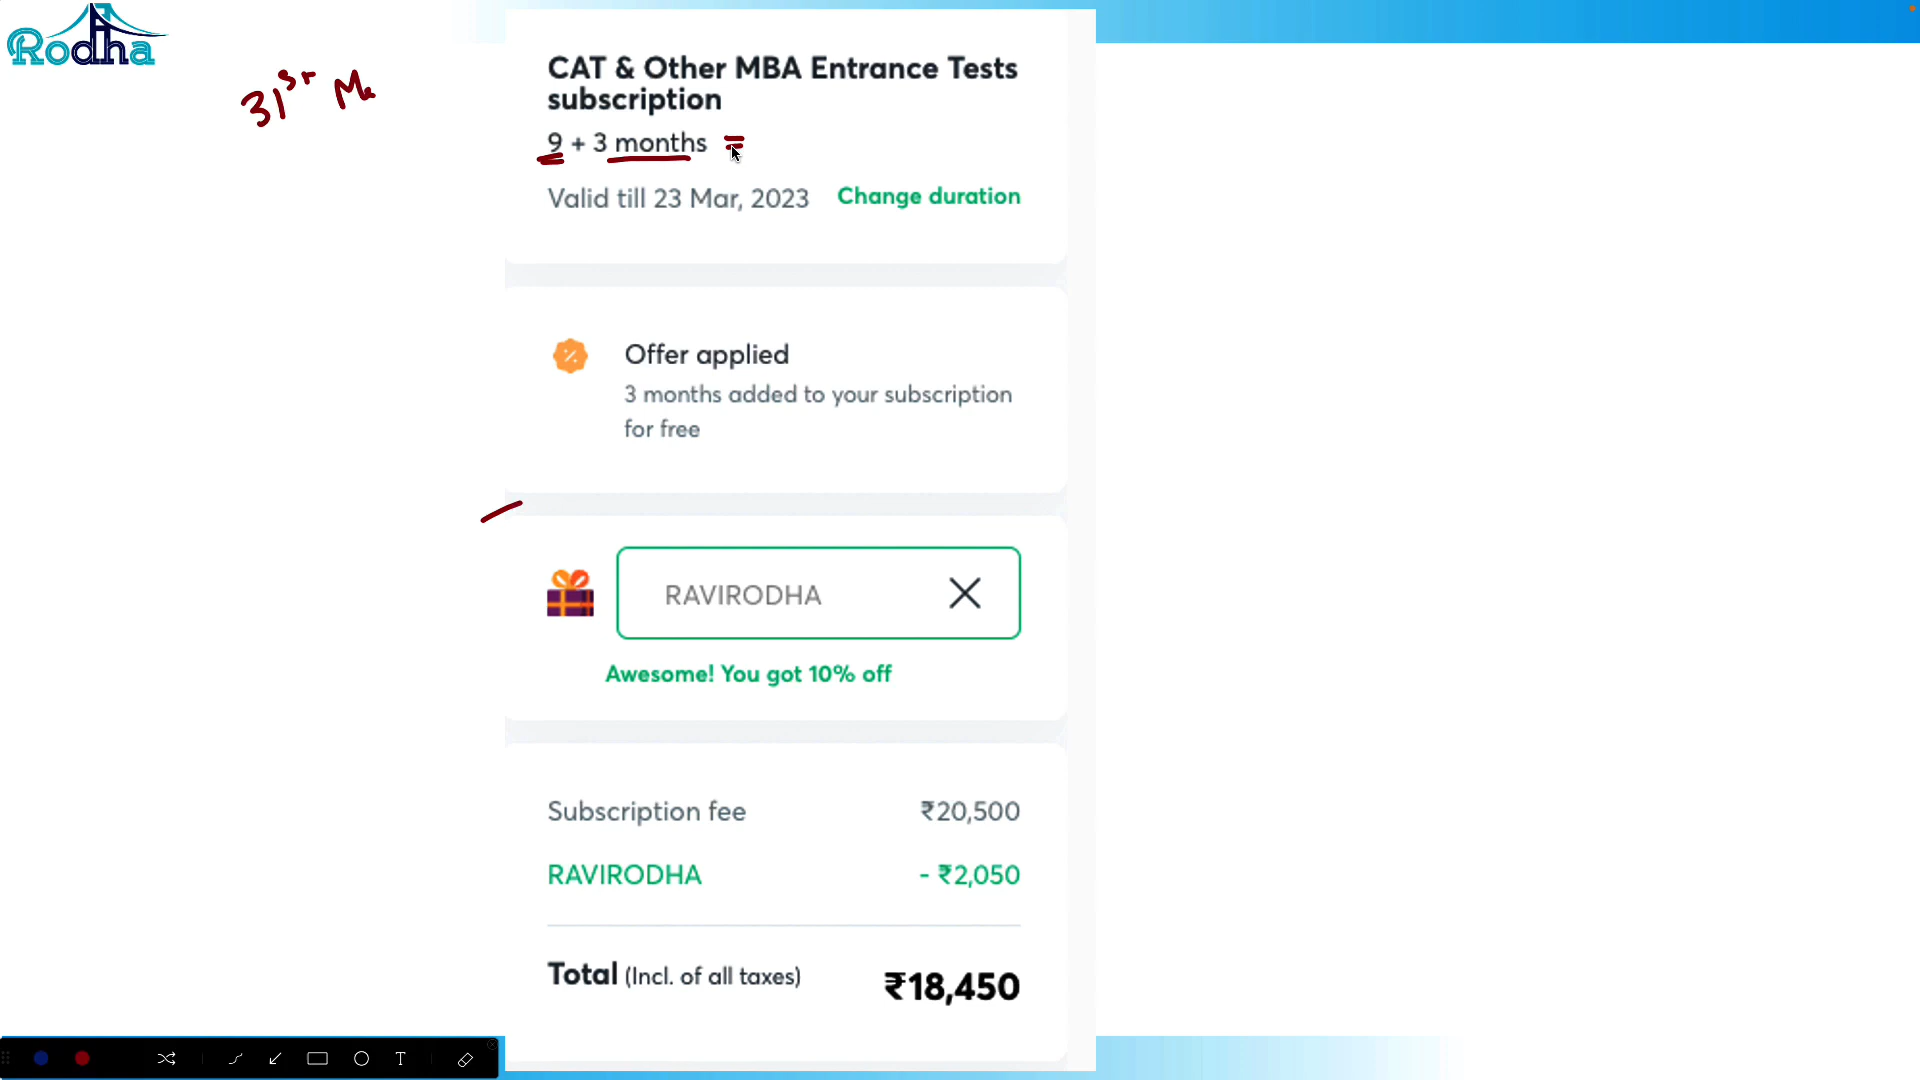 Rodha
31st Ma
CAT & Other MBA Entrance Tests
subscription
9 + 3 months =
Valid till 23 Mar, 2023 Change duration
Offer applied
3 months added to your subscription
for free
RAVIRODHA
Awesome! You got 10% off
Subscription fee ₹20,500
RAVIRODHA - ₹2,050
Total (Incl. of all taxes) ₹18,450
T